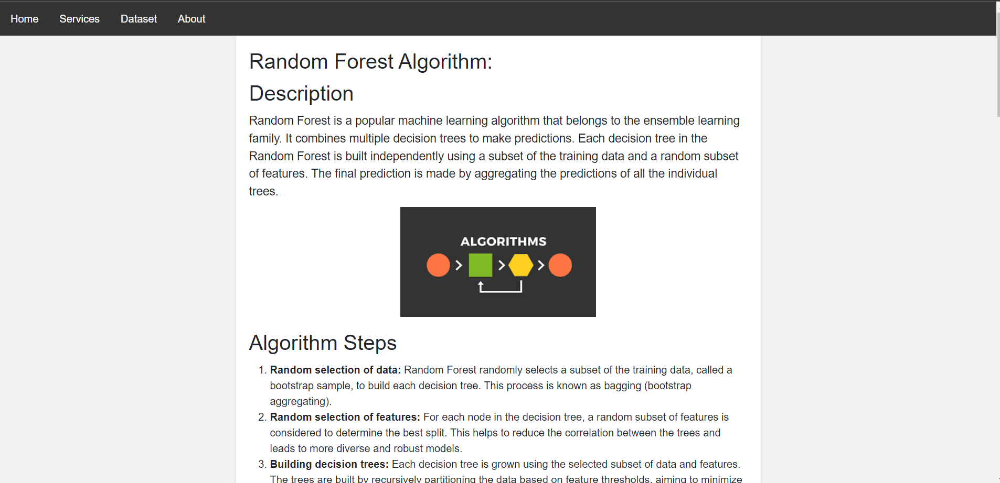 Home Services Dataset About
Random Forest Algorithm:
Description
Random Forest is a popular machine learning algorithm that belongs to the ensemble learning
family. It combines multiple decision trees to make predictions. Each decision tree in the
Random Forest is built independently using a subset of the training data and a random subset
of features. The final prediction is made by aggregating the predictions of all the individual
trees.
ALGORITHMS
Algorithm Steps
1. Random selection of data: Random Forest randomly selects a subset of the training data, called a
bootstrap sample, to build each decision tree. This process is known as bagging (bootstrap
aggregating).
2. Random selection of features: For each node in the decision tree, a random subset of features is
considered to determine the best split. This helps to reduce the correlation between the trees and
leads to more diverse and robust models.
3. Building decision trees: Each decision tree is grown using the selected subset of data and features.
The trees are built by recursively partitioning the data based on feature thresholds, aiming to minimize